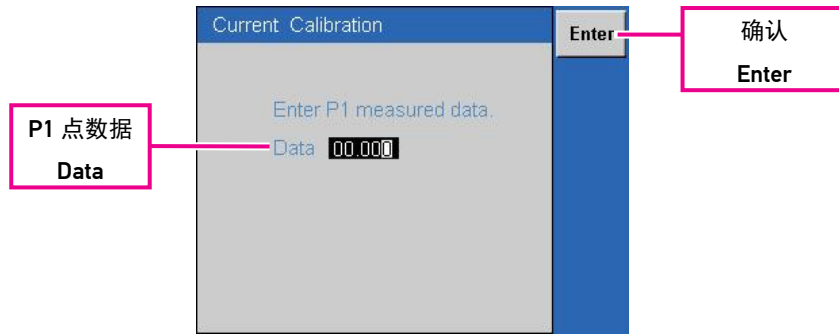 Current Calibration
Enter
确认
Enter
Enter P1 measured data.
P1 点数据
Data
Data 00.000